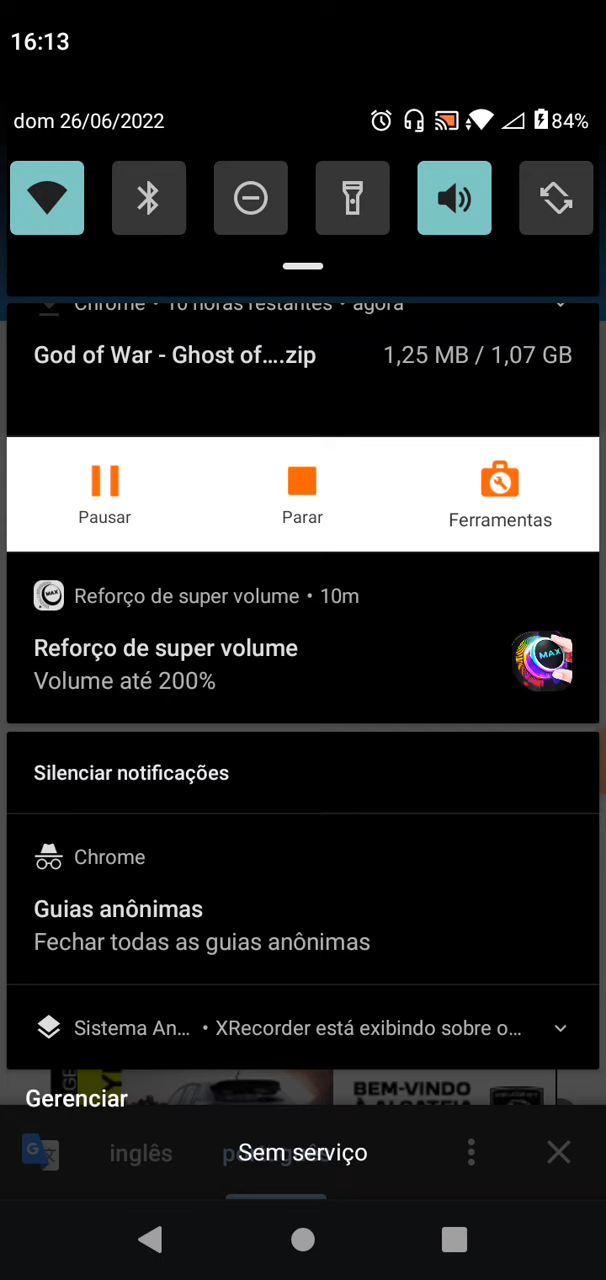 16:13
dom 26/06/2022
84%
Chrome • 10 horas restantes • agora
God of War - Ghost of....zip 1,25 MB / 1,07 GB
Pausar Parar Ferramentas
MAX Reforço de super volume • 10m
Reforço de super volume
MAX
Volume até 200%
Silenciar notificações
Chrome
Guias anônimas
Fechar todas as guias anônimas
Sistema An... • XRecorder está exibindo sobre o...
BEM-VINDO
Gerenciar
inglês português Sem serviço